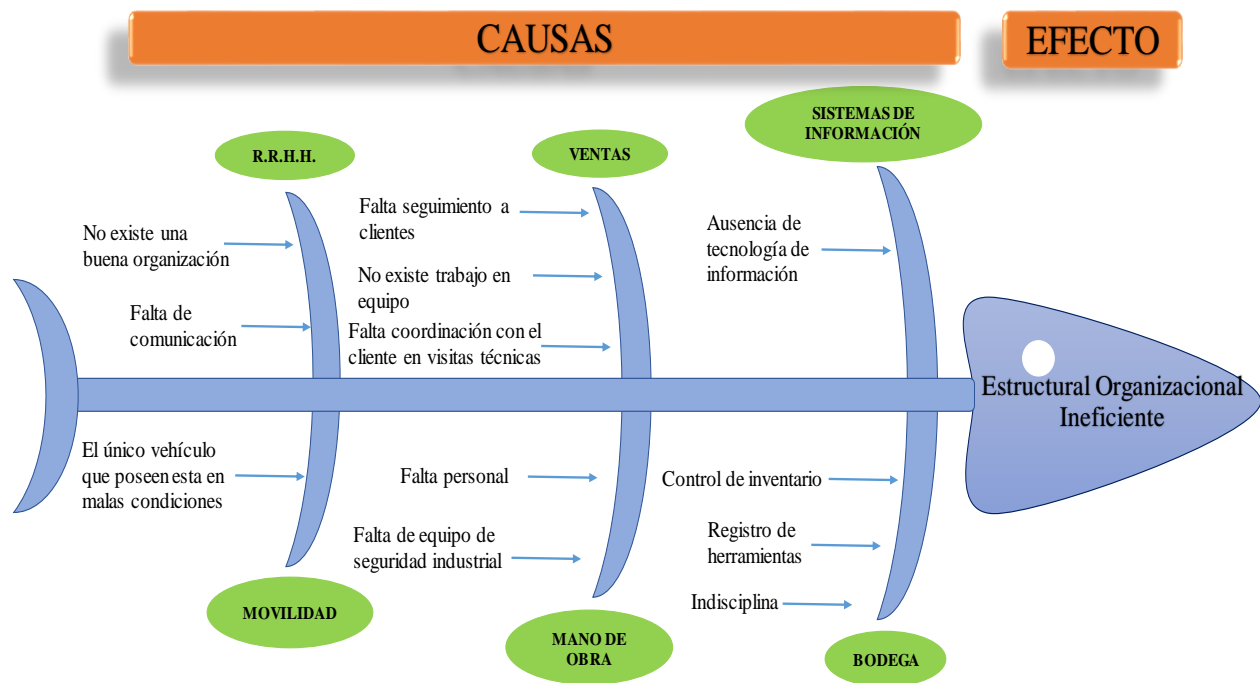 CAUSAS
EFECTO
R.R.H.H.
No existe una
buena organización
Falta de
comunicación
VENTAS
Falta seguimiento a
clientes
No existe trabajo en
equipo
Falta coordinación con el
cliente en visitas técnicas
SISTEMAS DE
INFORMACIÓN
Ausencia de
tecnología de
información
Estructural Organizacional
Ineficiente
El único vehículo
que poseen esta en
malas condiciones
MOVILIDAD
Falta personal
Falta de equipo de
seguridad industrial
MANO DE
OBRA
Control de inventario
Registro de
herramientas
Indisciplina
BODEGA